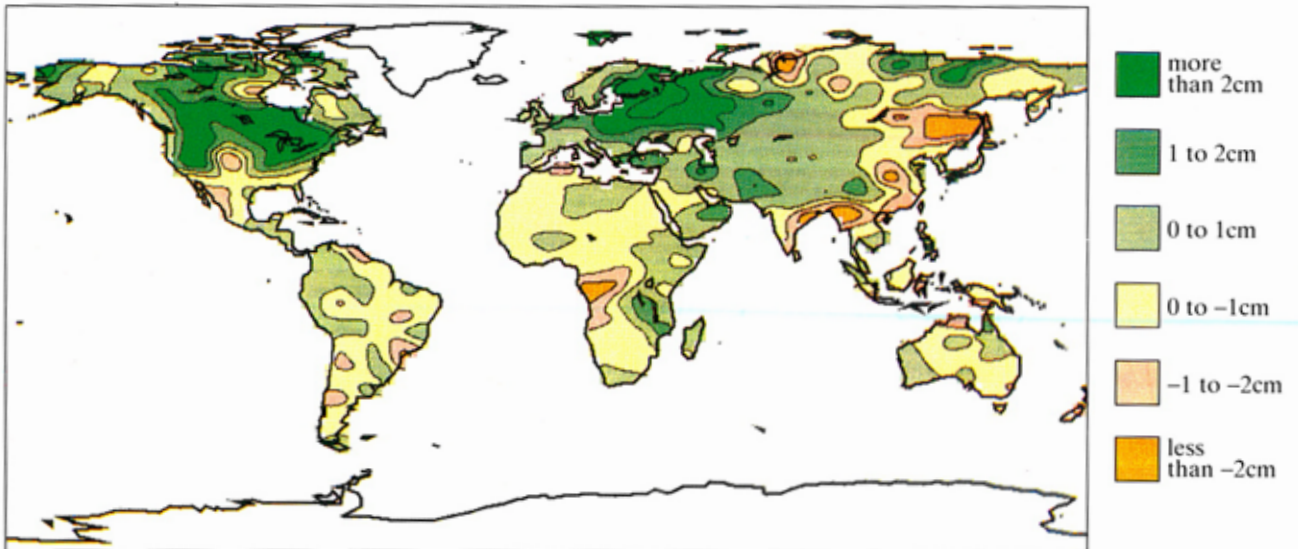 more
than 2cm
1 to 2cm
0 to 1cm
0 to −1cm
−1 to −2cm
less
than −2cm